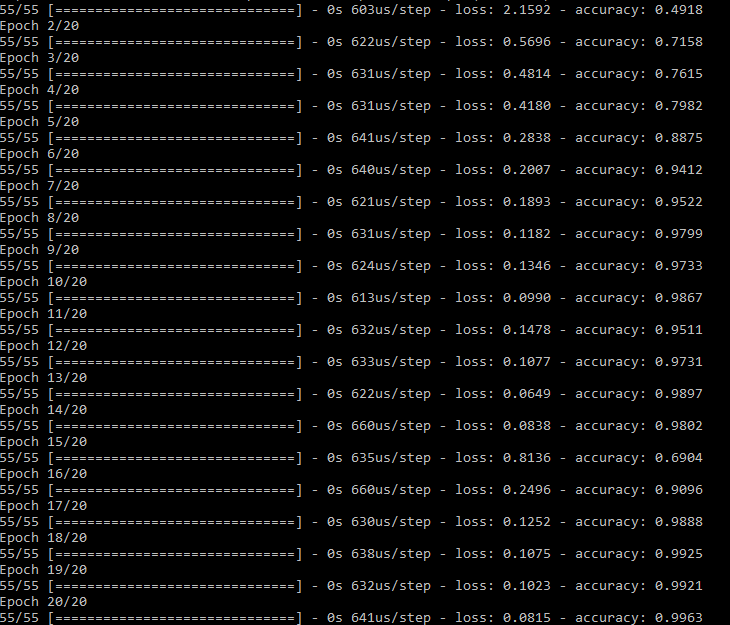 55/55 [==============================] - 0s 603us/step - loss: 2.1592 - accuracy: 0.4918
Epoch 2/20
55/55 [==============================] - 0s 622us/step - loss: 0.5696 - accuracy: 0.7158
Epoch 3/20
55/55 [==============================] - 0s 631us/step - loss: 0.4814 - accuracy: 0.7615
Epoch 4/20
55/55 [==============================] - 0s 631us/step - loss: 0.4180 - accuracy: 0.7982
Epoch 5/20
55/55 [==============================] - 0s 641us/step - loss: 0.2838 - accuracy: 0.8875
Epoch 6/20
55/55 [==============================] - 0s 640us/step - loss: 0.2007 - accuracy: 0.9412
Epoch 7/20
55/55 [==============================] - 0s 621us/step - loss: 0.1893 - accuracy: 0.9522
Epoch 8/20
55/55 [==============================] - 0s 631us/step - loss: 0.1182 - accuracy: 0.9799
Epoch 9/20
55/55 [==============================] - 0s 624us/step - loss: 0.1346 - accuracy: 0.9733
Epoch 10/20
55/55 [==============================] - 0s 613us/step - loss: 0.0990 - accuracy: 0.9867
Epoch 11/20
55/55 [==============================] - 0s 632us/step - loss: 0.1478 - accuracy: 0.9511
Epoch 12/20
55/55 [==============================] - 0s 633us/step - loss: 0.1077 - accuracy: 0.9731
Epoch 13/20
55/55 [==============================] - 0s 622us/step - loss: 0.0649 - accuracy: 0.9897
Epoch 14/20
55/55 [==============================] - 0s 660us/step - loss: 0.0838 - accuracy: 0.9802
Epoch 15/20
55/55 [==============================] - 0s 635us/step - loss: 0.8136 - accuracy: 0.6904
Epoch 16/20
55/55 [==============================] - 0s 660us/step - loss: 0.2496 - accuracy: 0.9096
Epoch 17/20
55/55 [==============================] - 0s 630us/step - loss: 0.1252 - accuracy: 0.9888
Epoch 18/20
55/55 [==============================] - 0s 638us/step - loss: 0.1075 - accuracy: 0.9925
Epoch 19/20
55/55 [==============================] - 0s 632us/step - loss: 0.1023 - accuracy: 0.9921
Epoch 20/20
55/55 [==============================] - 0s 641us/step - loss: 0.0815 - accuracy: 0.9963